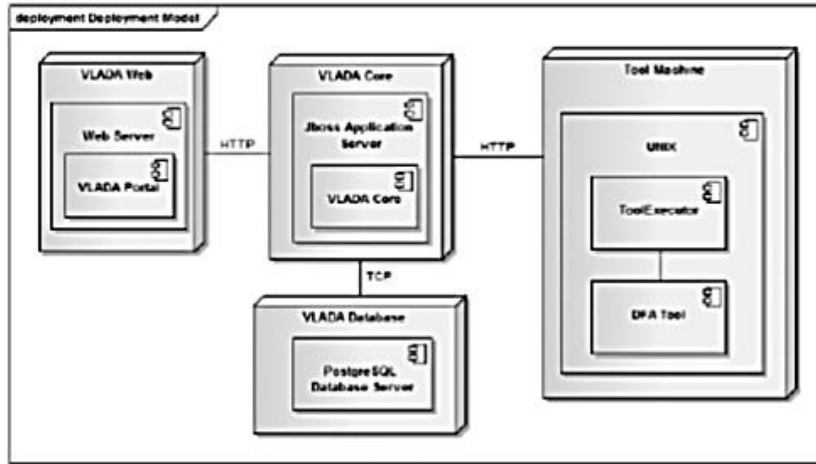 deployment Deployment Model
VLADA Web
Web Server
VLADA Portal
HTTP
VLADA Core
Jboss Application
Server
VLADA Core
HTTP
Tool Machine
UNIX
ToolExecutor
DFA Tool
TCP
VLADA Database
PostgreSQL
Database Server